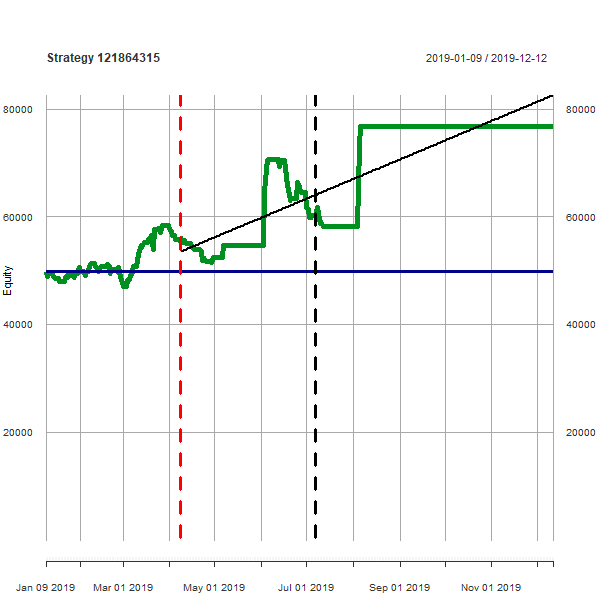 Strategy 121864315
2019-01-09 / 2019-12-12
80000
80000
60000
60000
Equity
40000
40000
20000
20000
Jan 09 2019
Mar 01 2019
May 01 2019
Jul 01 2019
Sep 01 2019
Nov 01 2019